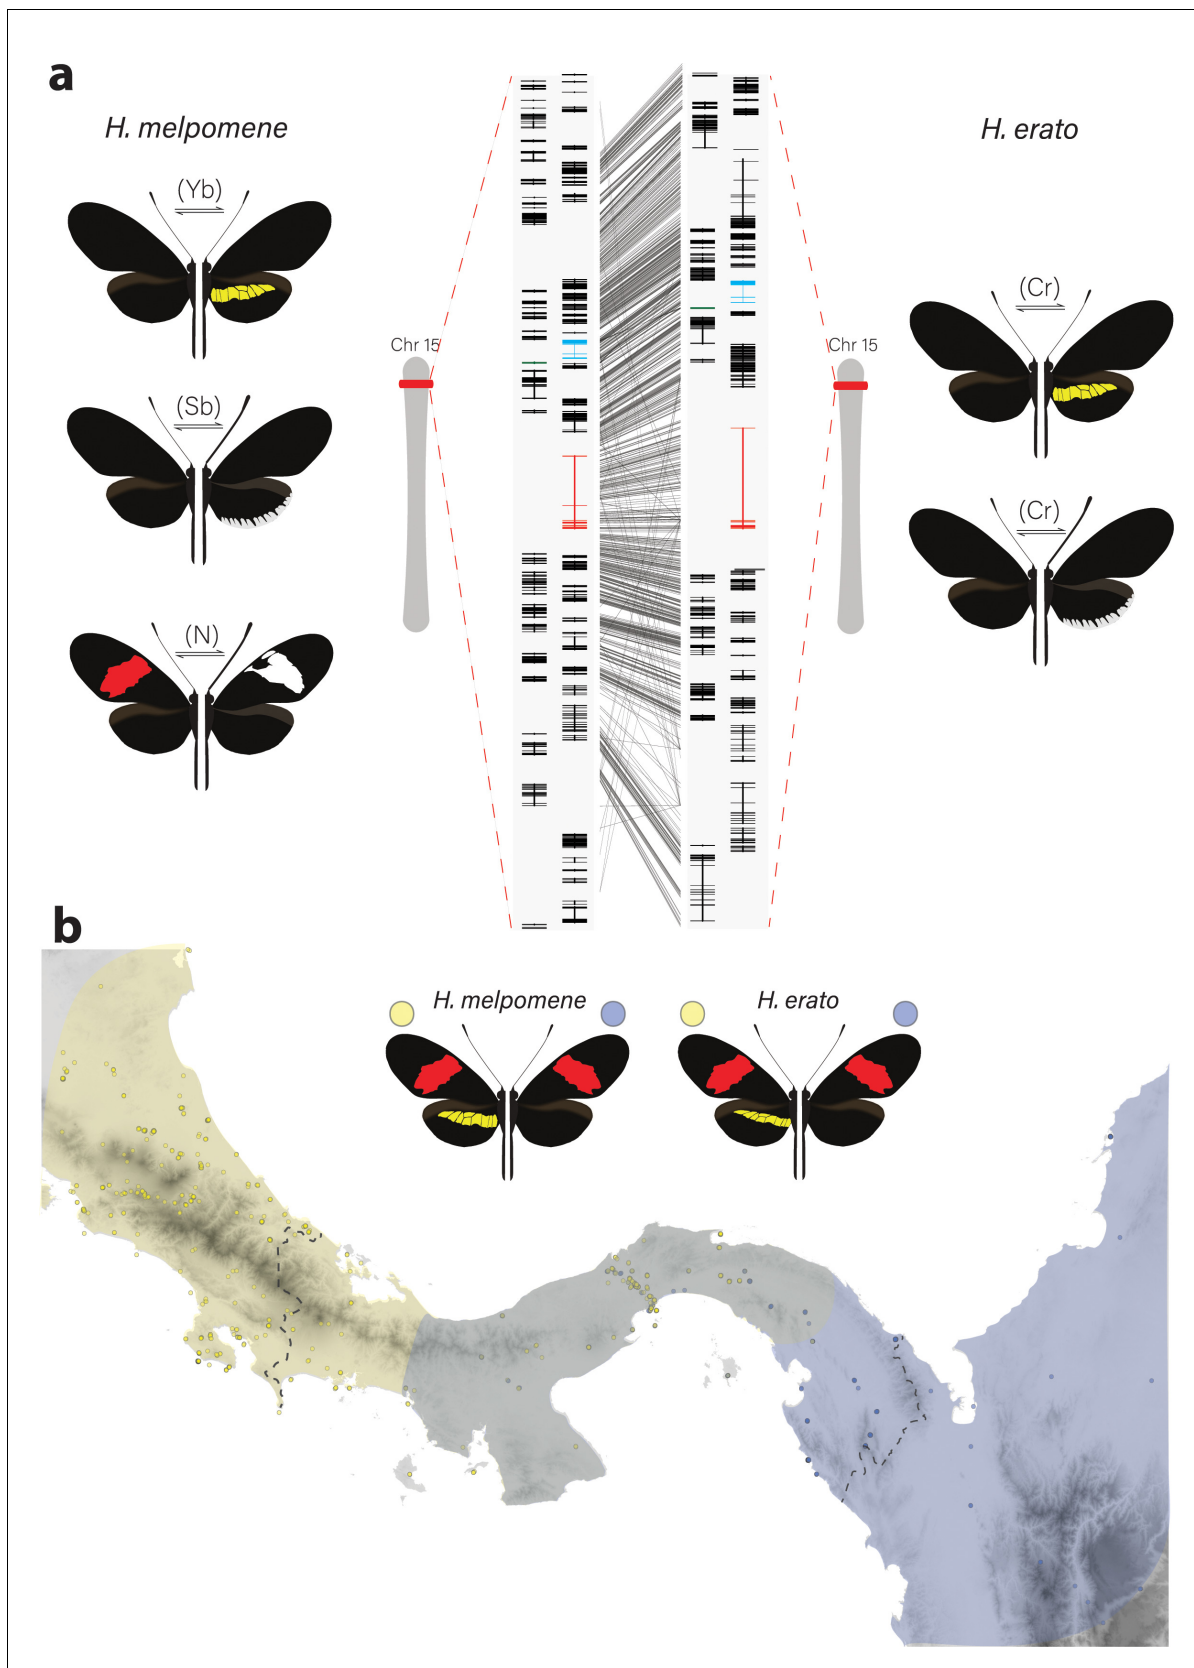 a
H. melpomene
H. erato
(Yb)
(Cr)
Chr 15
Chr 15
(Sb)
(Cr)
(N)
b
H. melpomene
H. erato